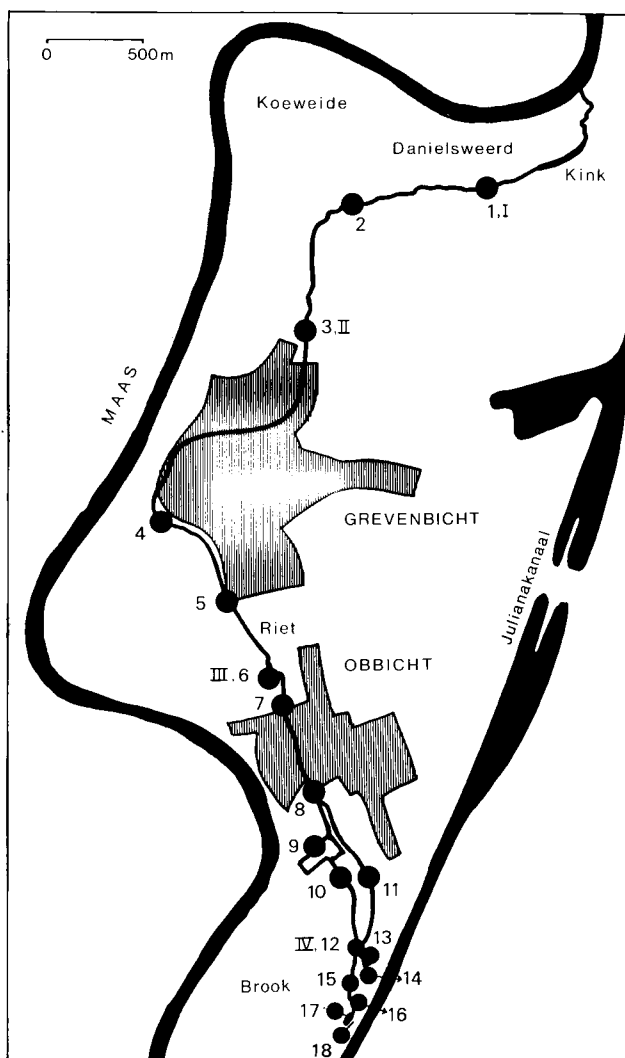 0 500m
Koeweide
Danielsweerd
Kink
1,I
2
3,II
MAAS
GREVENBICHT
4
Julianakanaal
5
Riet
OBBICHT
III.6
7
8
9
10
11
IV,12
13
14
15
Brook
16
17
18